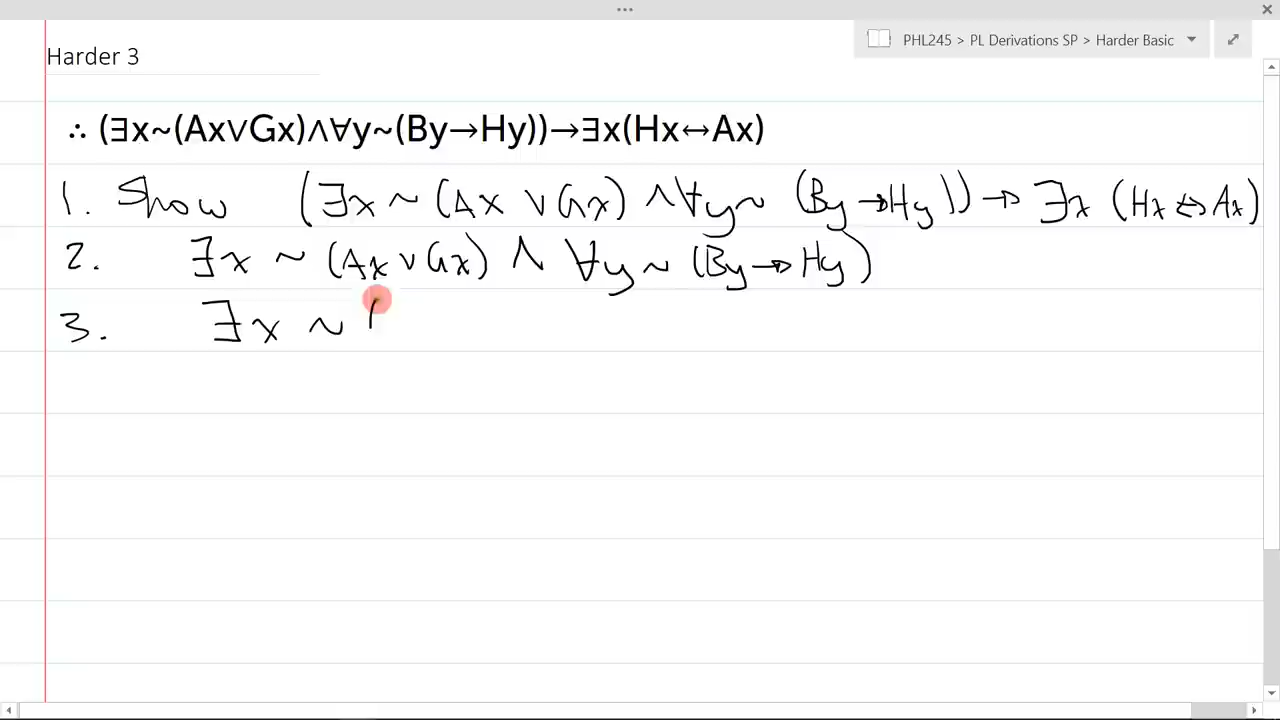 Harder 3
PHL245 > PL Derivations SP > Harder Basic
∴ (∃x~(Ax∨Gx)∧∀y~(By→Hy))→∃x(Hx↔Ax)
1. Show (∃x ~ (Ax ∨ Gx) ∧ ∀y ~ (By → Hy)) → ∃x (Hx ↔ Ax)
2. ∃x ~ (Ax ∨ Gx) ∧ ∀y ~ (By → Hy)
3. ∃x ~ (